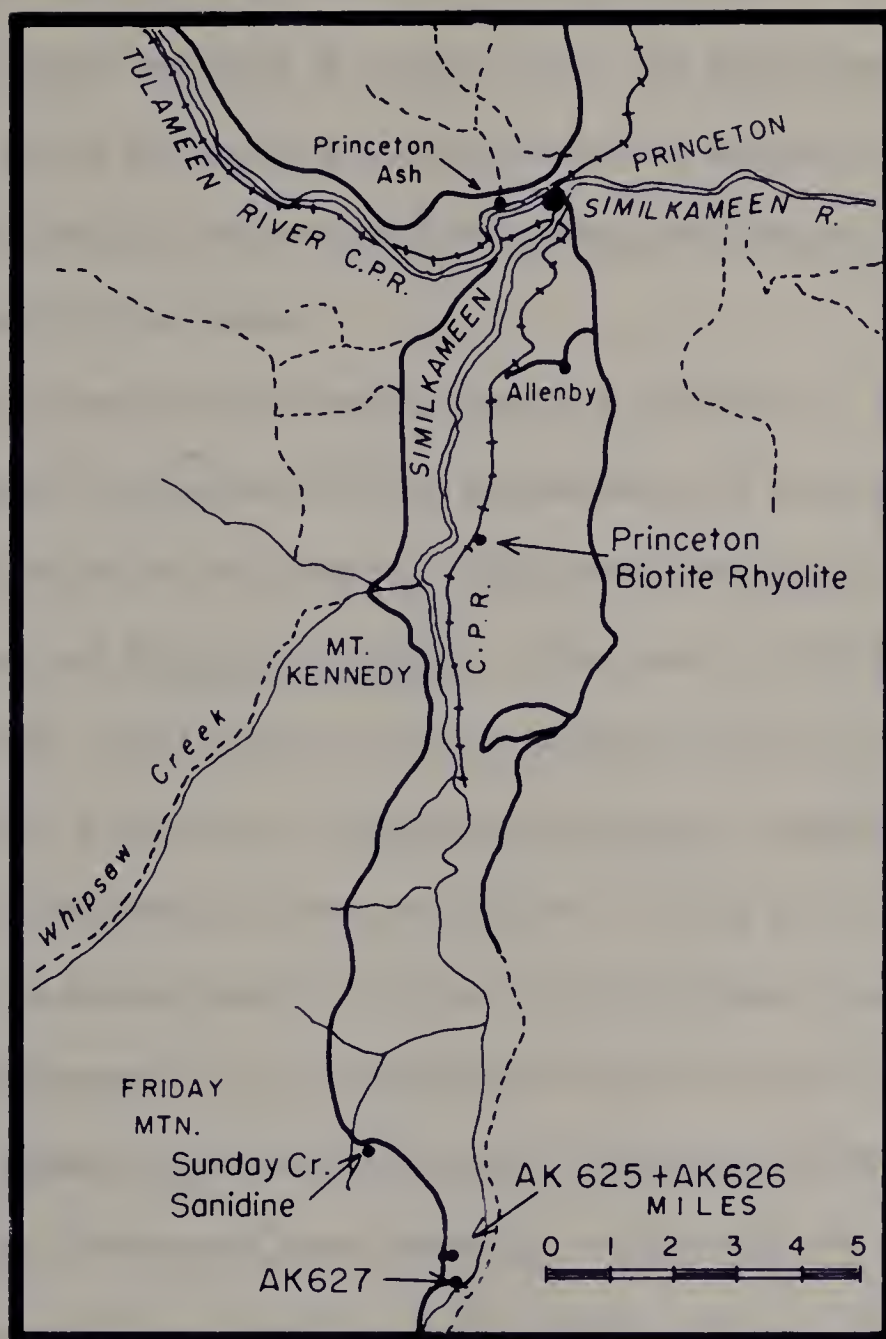 TULAMEEN
RIVER
C.P.R.
Princeton
Ash
PRINCETON
SIMILKAMEEN
R.
SIMILKAMEEN
Allenby
Princeton
Biotite Rhyolite
C.P.R.
MT.
KENNEDY
Whipsaw Creek
FRIDAY
MTN.
Sunday Cr.
Sanidine
AK 625 + AK 626
MILES
0 1 2 3 4 5
AK627